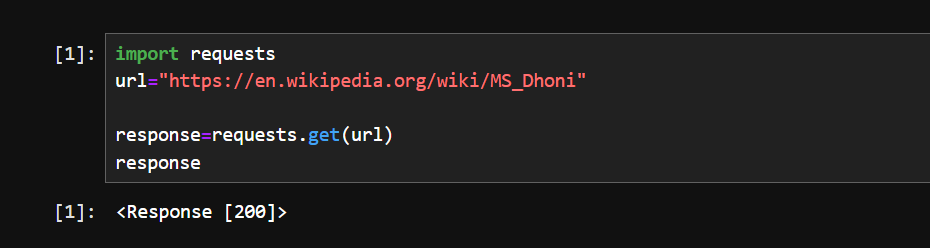 [1]: import requests
url="https://en.wikipedia.org/wiki/MS_Dhoni"
response=requests.get(url)
response
[1]: <Response [200]>